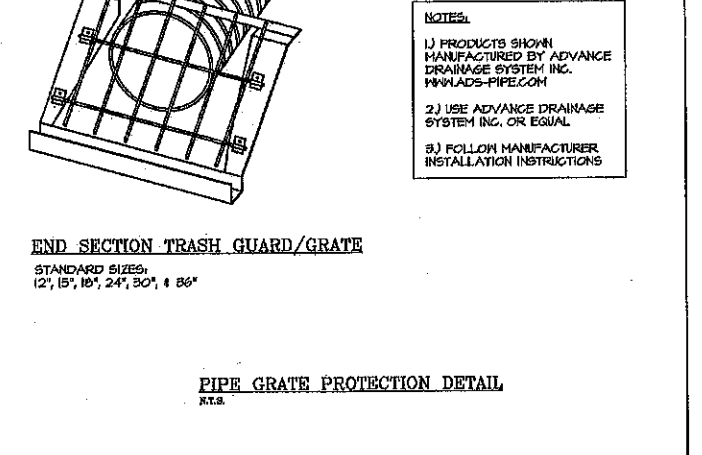 NOTES:
1.) PRODUCTS SHOWN
MANUFACTURED BY ADVANCE
DRAINAGE SYSTEM INC.
WWW.ADS-PIPE.COM
2.) USE ADVANCE DRAINAGE
SYSTEM INC. OR EQUAL
3.) FOLLOW MANUFACTURER
INSTALLATION INSTRUCTIONS
END SECTION TRASH GUARD/GRATE
STANDARD SIZES:
12", 15", 18", 24", 30", & 36"
PIPE GRATE PROTECTION DETAIL
N.T.S.